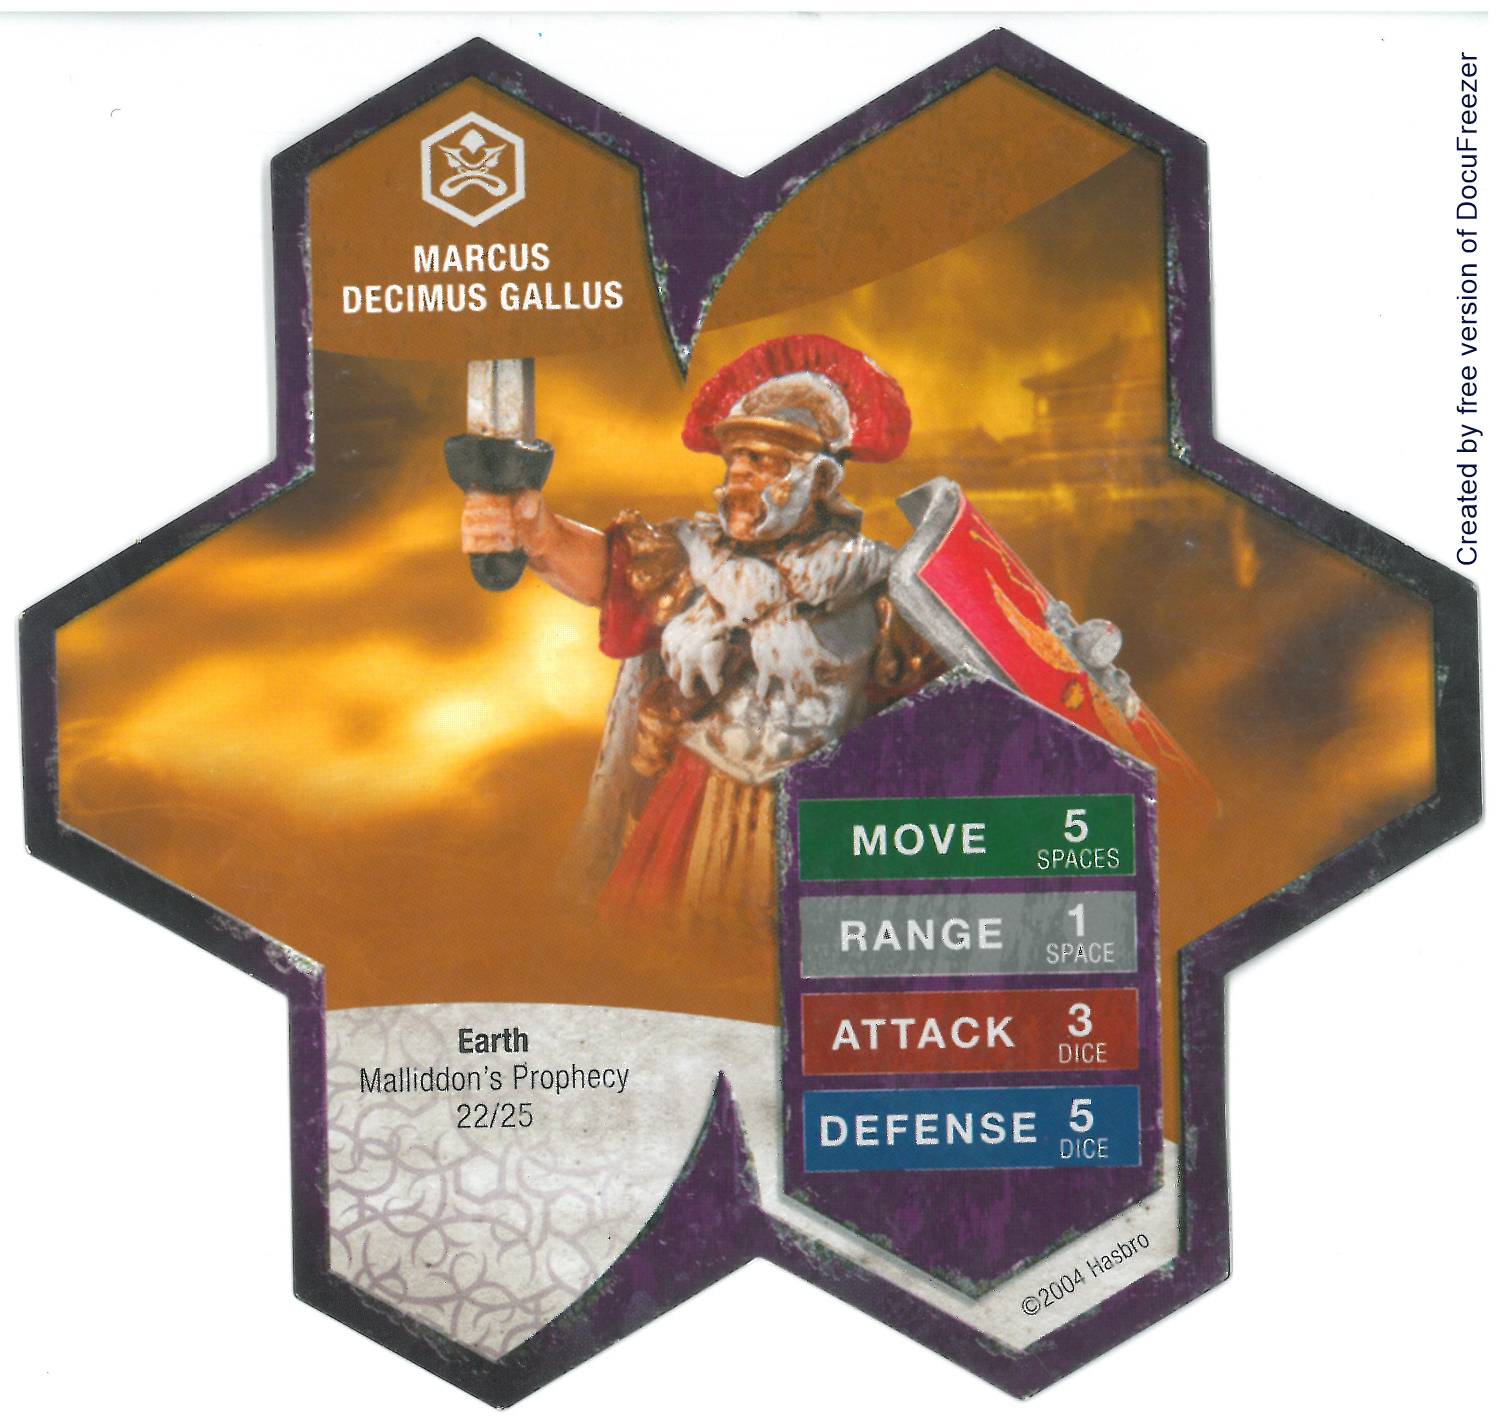 MARCUS
DECIMUS GALLUS
MOVE 5
SPACES
RANGE 1
SPACE
ATTACK 3
DICE
DEFENSE 5
DICE
Earth
Malliddon's Prophecy
22/25
©2004 Hasbro
Created by free version of DocuFreezer